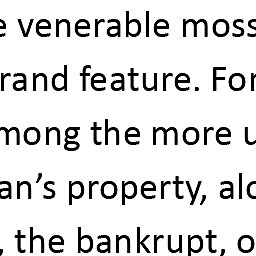 e venerable moss
rand feature. For
mong the more u
an’s property, alo
, the bankrupt, o